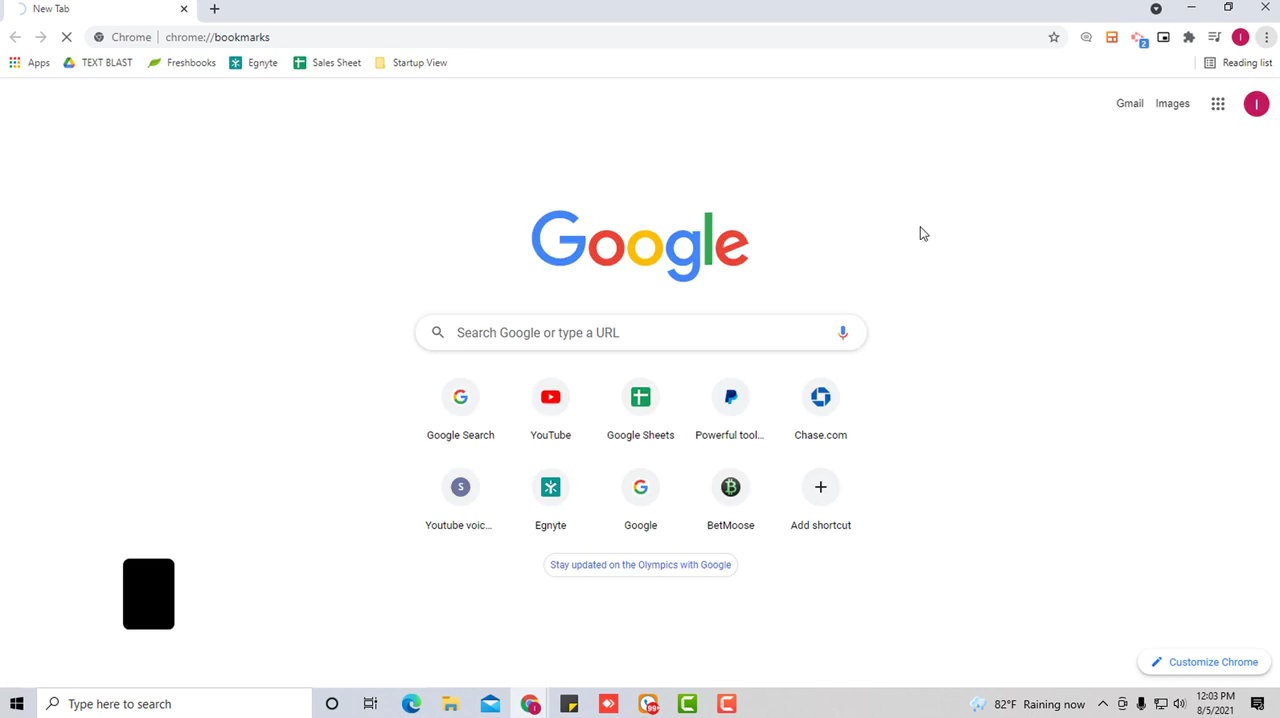 New Tab
Chrome chrome://bookmarks
2
I
Apps TEXT BLAST Freshbooks Egnyte Sales Sheet Startup View Reading list
Gmail Images I
Google
Search Google or type a URL
Google Search YouTube Google Sheets Powerful tool... Chase.com
S
Youtube voic... Egnyte Google BetMoose Add shortcut
Stay updated on the Olympics with Google
Customize Chrome
Type here to search
99+
82°F Raining now
12:03 PM
8/5/2021